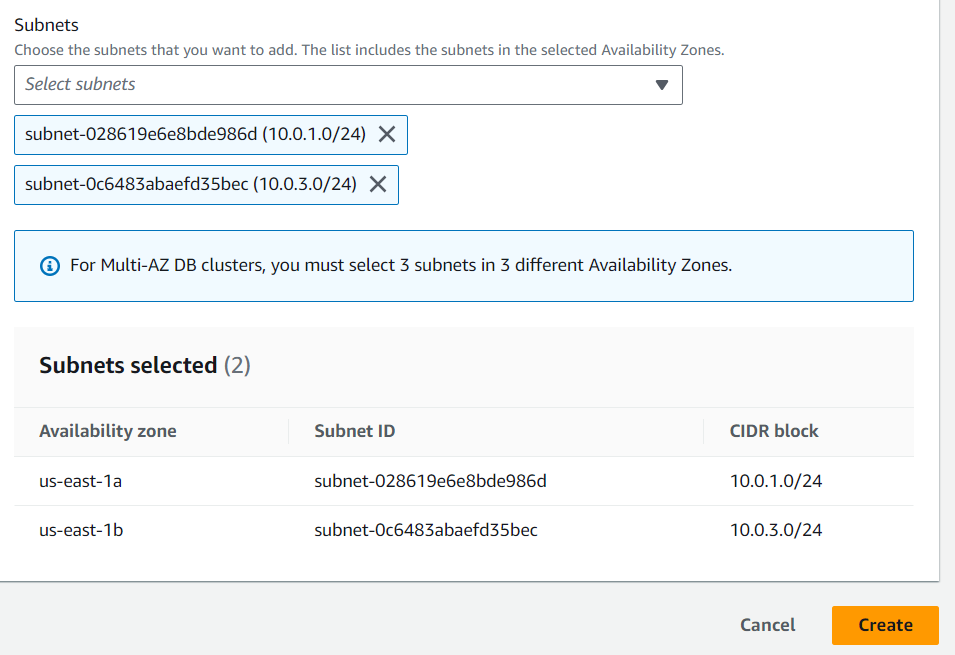 Subnets
Choose the subnets that you want to add. The list includes the subnets in the selected Availability Zones.
Select subnets
subnet-028619e6e8bde986d (10.0.1.0/24)
subnet-0c6483abaefd35bec (10.0.3.0/24)
For Multi-AZ DB clusters, you must select 3 subnets in 3 different Availability Zones.
Subnets selected (2)
Availability zone Subnet ID CIDR block
us-east-1a subnet-028619e6e8bde986d 10.0.1.0/24
us-east-1b subnet-0c6483abaefd35bec 10.0.3.0/24
Cancel Create